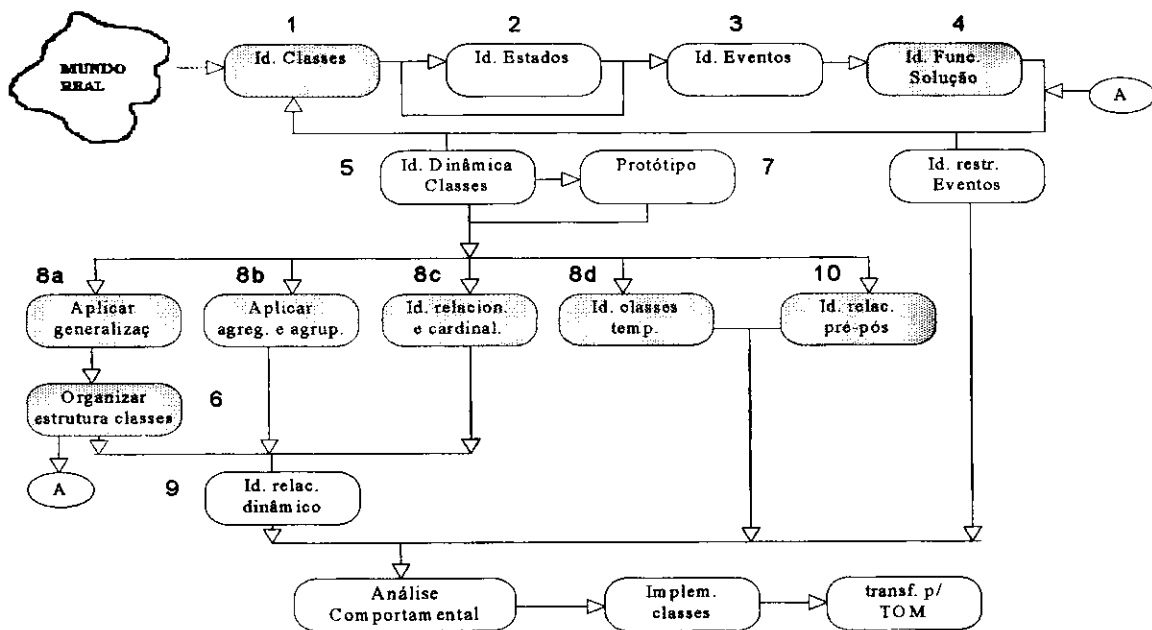 1
2
3
4
MUNDO
REAL
Id. Classes
Id. Estados
Id. Eventos
Id. Func.
Solução
A
5
Id. Dinâmica
Classes
Protótipo
7
Id. restr.
Eventos
8a
8b
8c
8d
10
Aplicar
generalizaç
Aplicar
agreg. e agrup.
Id. relacion.
e cardinal.
Id. classes
temp.
Id. relac.
pré-pós
Organizar
estrutura classes
6
A
9
Id. relac.
dinâmico
Análise
Comportamental
Implem.
classes
transf. p/
TOM